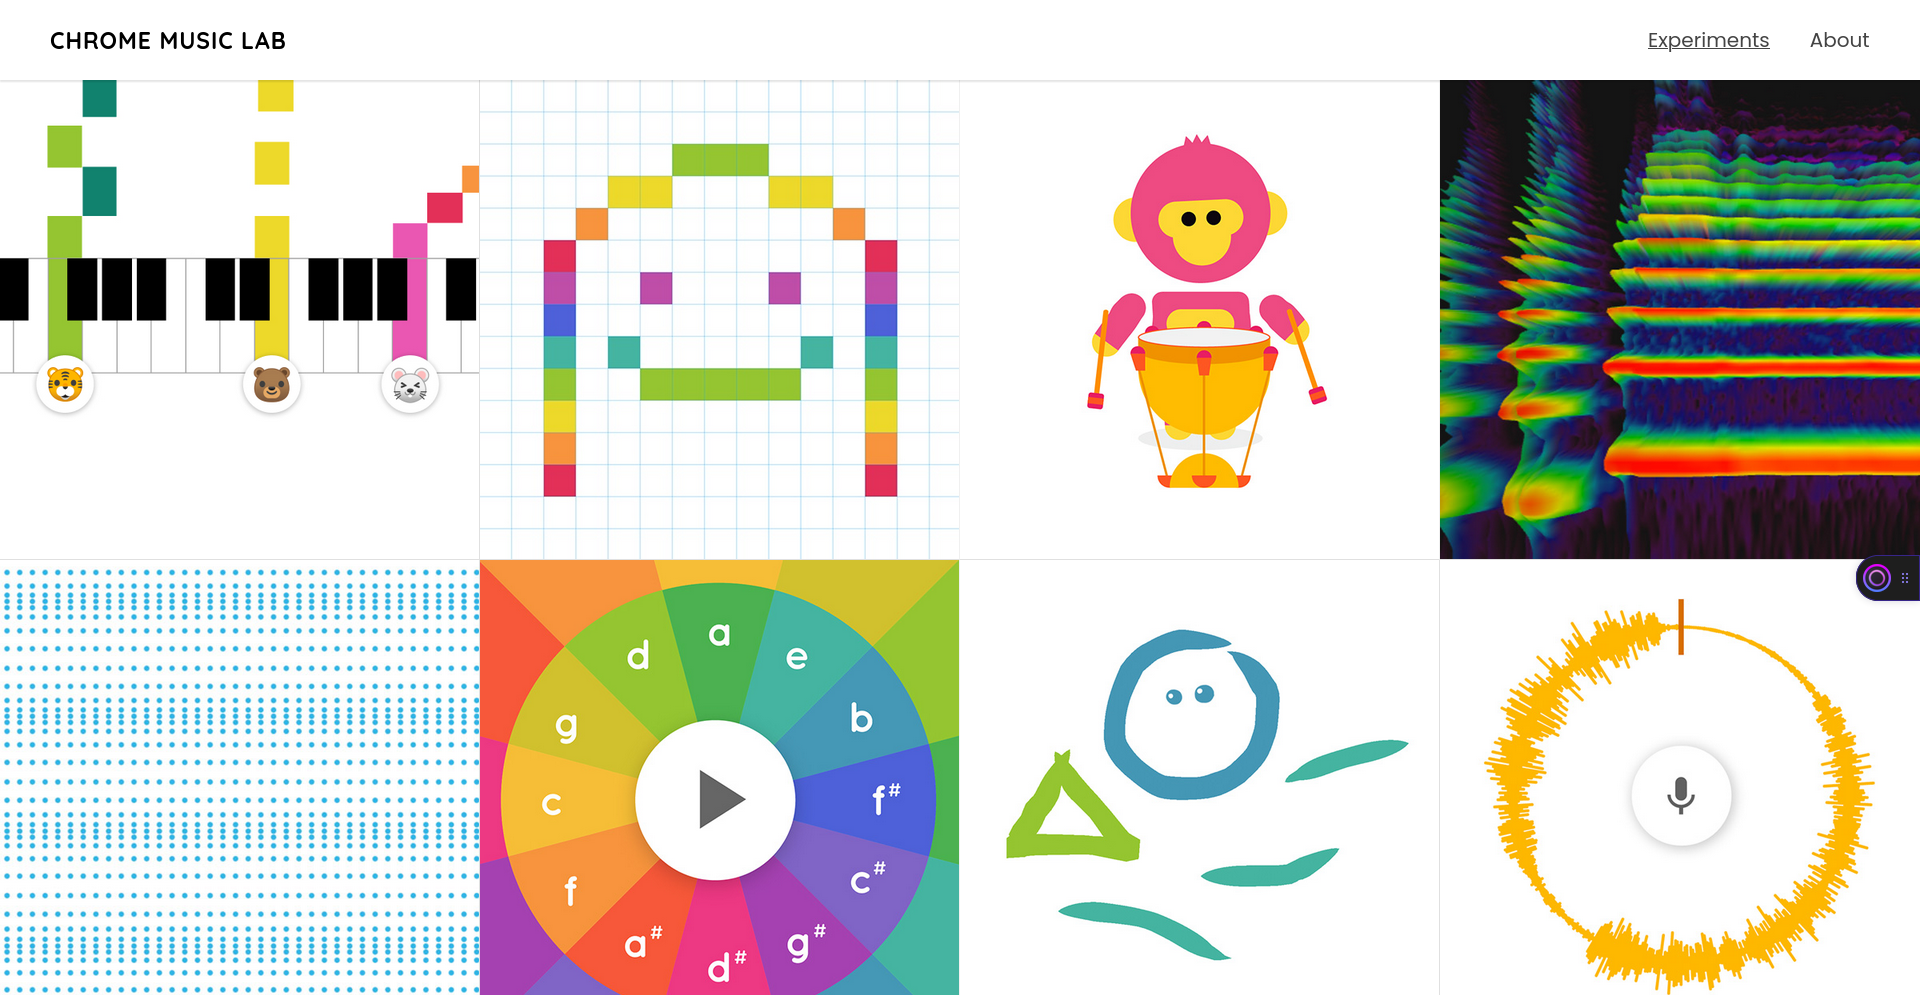 CHROME MUSIC LAB
Experiments
About
a
d
e
g
b
c
f#
f
c#
a#
g#
d#